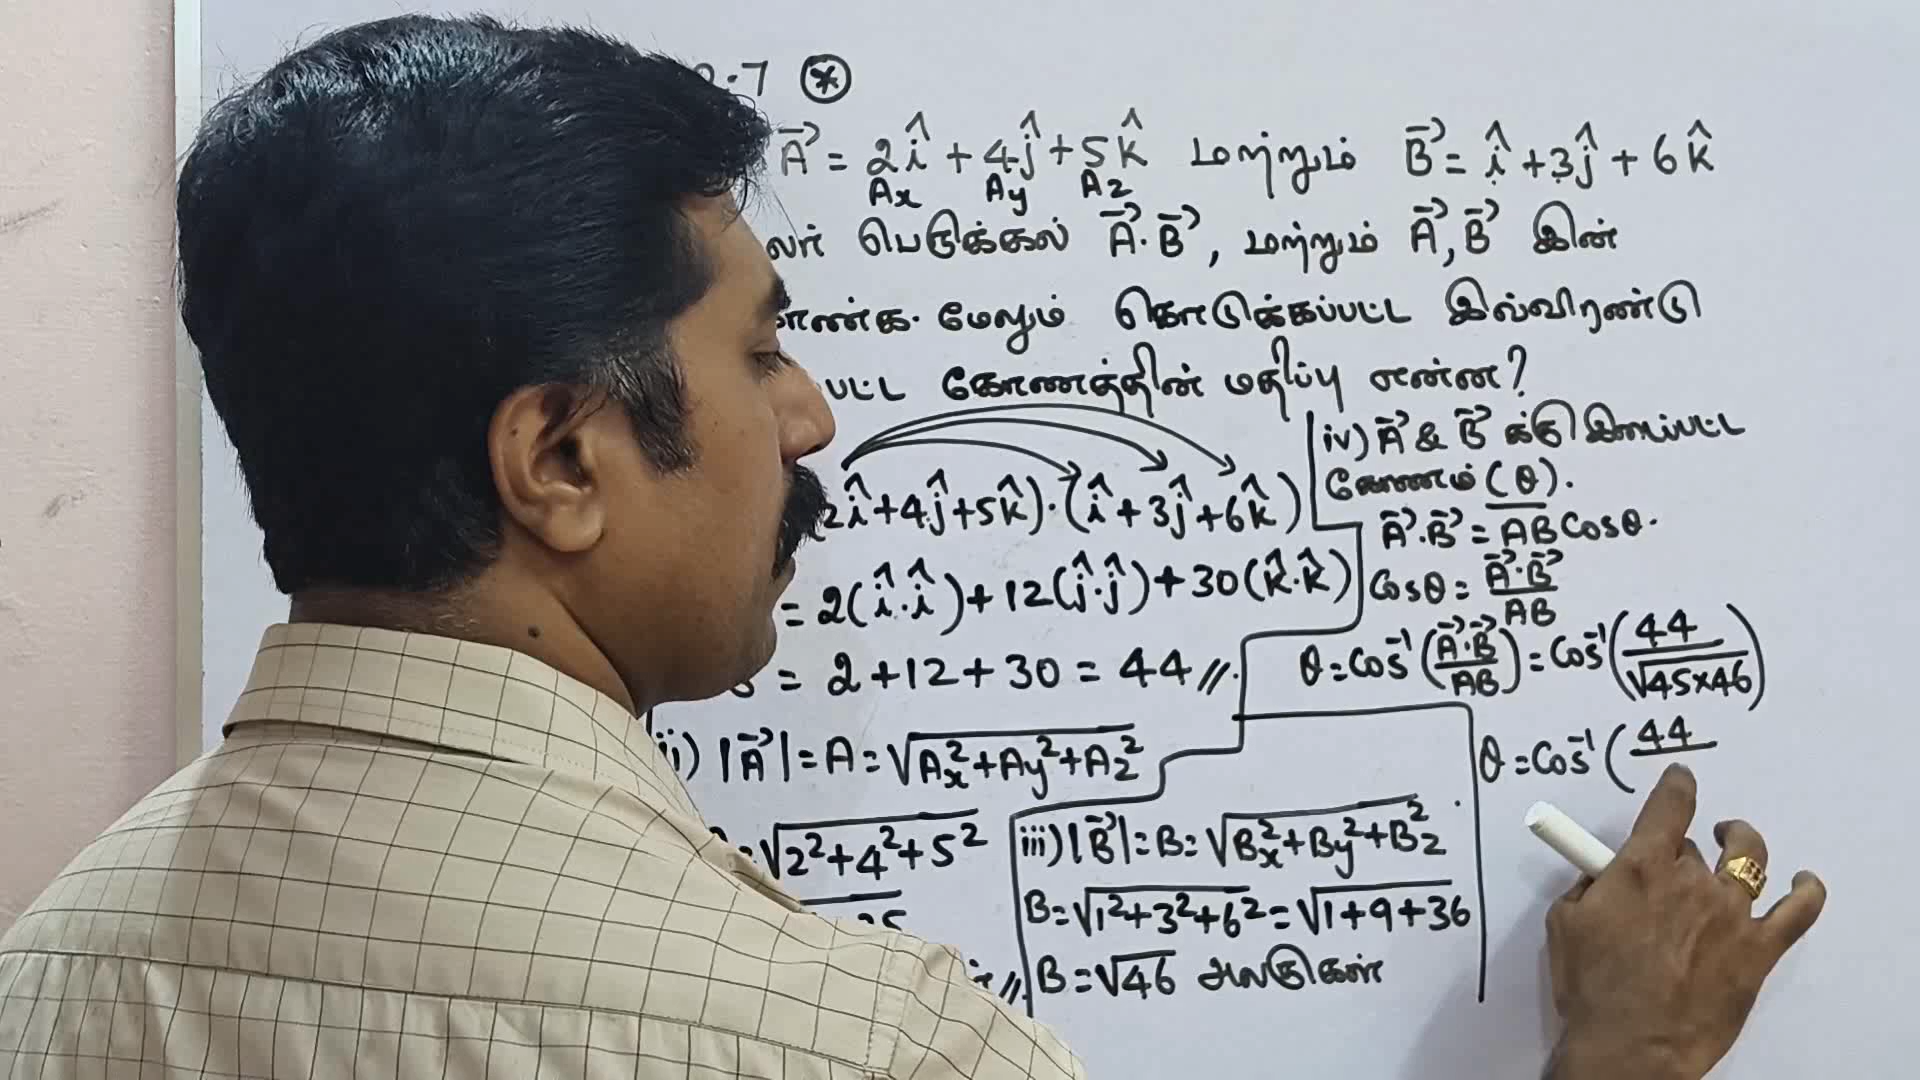 2.7 ⊛
A⃗ = 2î + 4ĵ + 5k̂ மற்றும் B⃗ = î + 3ĵ + 6k̂
Ax Ay Az
பெருக்கல் A⃗·B⃗, மற்றும் A⃗, B⃗ இன்
காண்க. மேலும் கொடுக்கப்பட்ட இவ்விரண்டு
கோணத்தின் மதிப்பு என்ன?
(2î+4ĵ+5k̂)·(î+3ĵ+6k̂)
= 2(î·î)+12(ĵ·ĵ)+30(k̂·k̂)
= 2+12+30 = 44 //.
ii) |A⃗| = A = √(Ax²+Ay²+Az²)
= √(2²+4²+5²)
25
iii) |B⃗| = B = √(Bx²+By²+Bz²)
B = √(1²+3²+6²) = √(1+9+36)
B = √46 அலகுகள்
iv) A⃗ & B⃗ க்கு இடைப்பட்ட
கோணம் (θ).
A⃗·B⃗ = AB Cosθ.
Cosθ = A⃗·B⃗/AB
θ = Cos⁻¹(A⃗·B⃗/AB) = Cos⁻¹(44/√(45×46))
θ = Cos⁻¹(44/